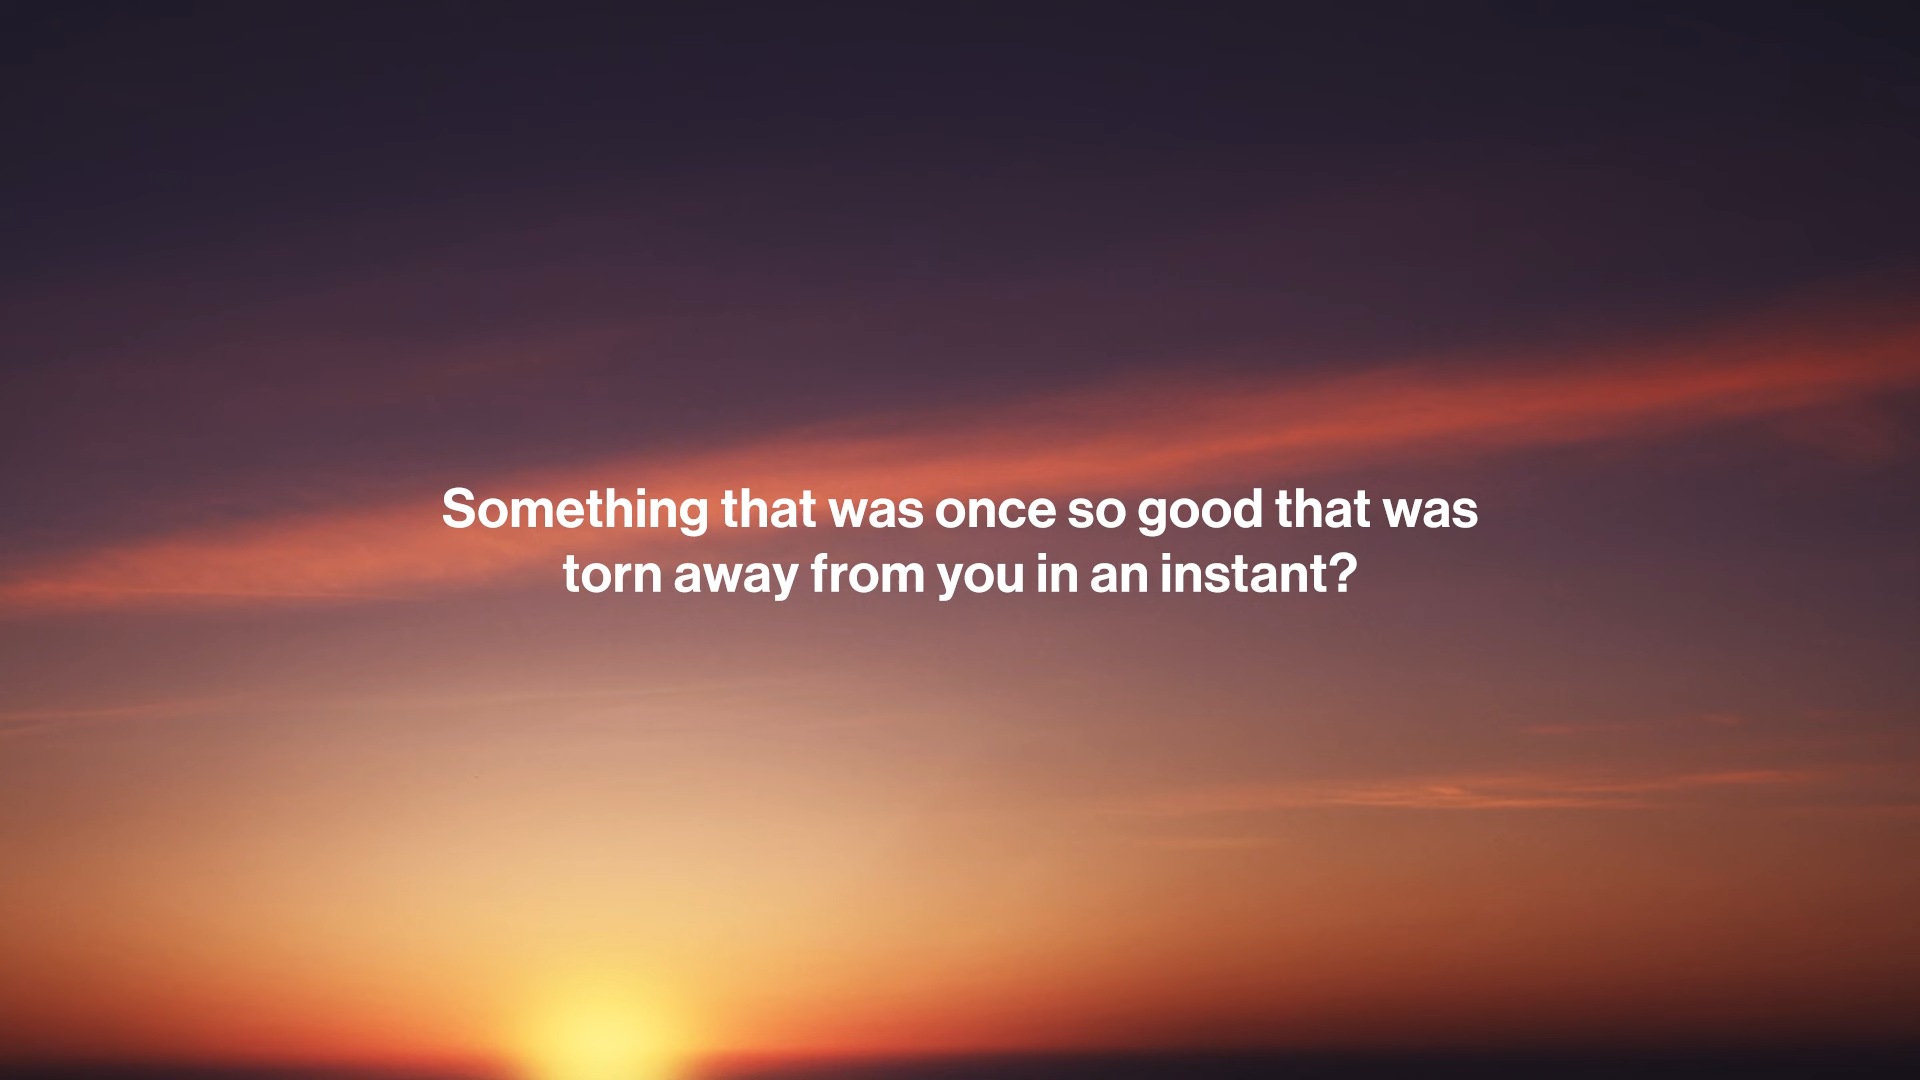 Something that was once so good that was
torn away from you in an instant?